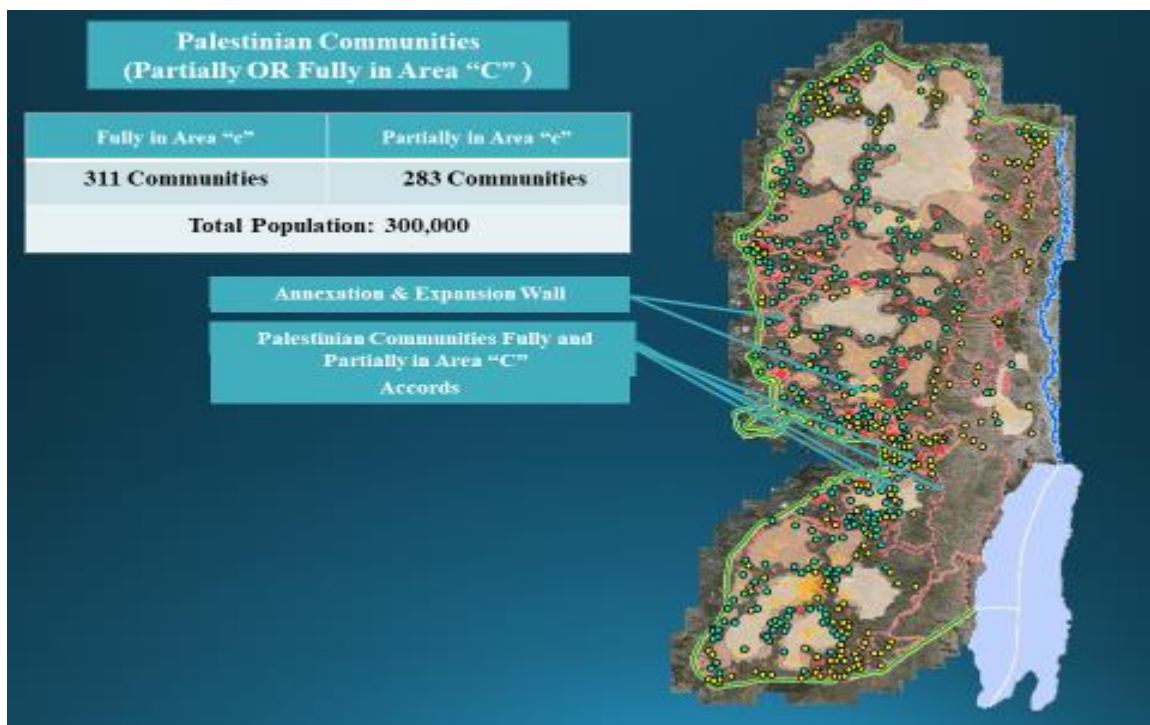 Palestinian Communities
(Partially OR Fully in Area “C” )
Fully in Area “c”
Partially in Area “c”
311 Communities
283 Communities
Total Population: 300,000
Annexation & Expansion Wall
Palestinian Communities Fully and
Partially in Area “C”
Accords